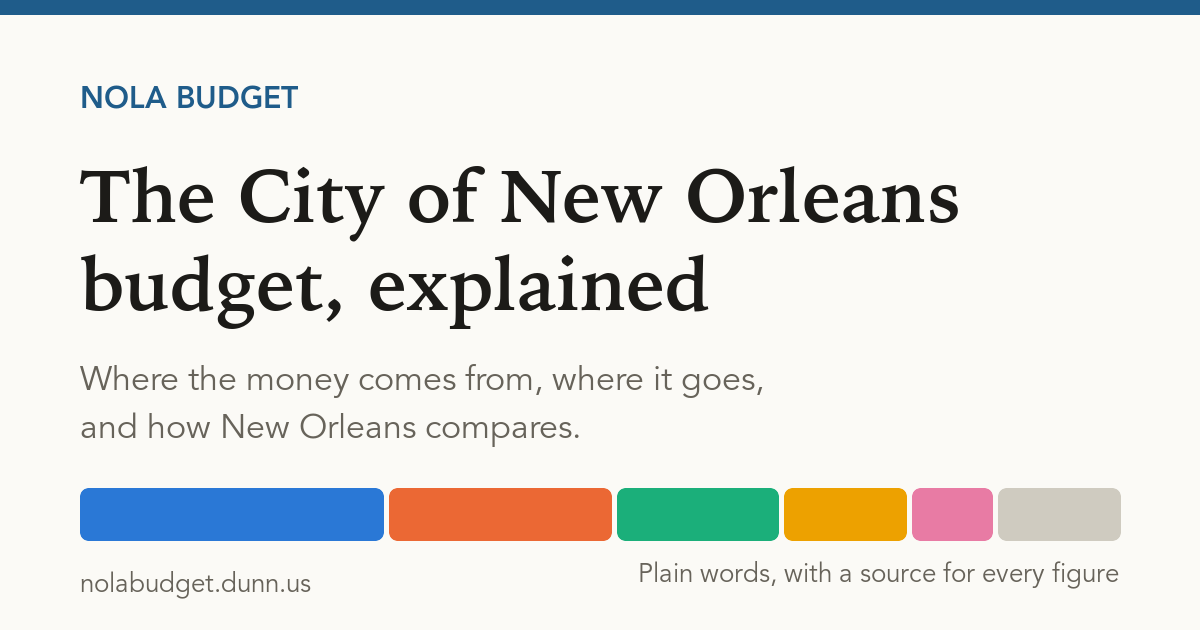 NOLA BUDGET
The City of New Orleans
budget, explained
Where the money comes from, where it goes,
and how New Orleans compares.
nolabudget.dunn.us
Plain words, with a source for every figure